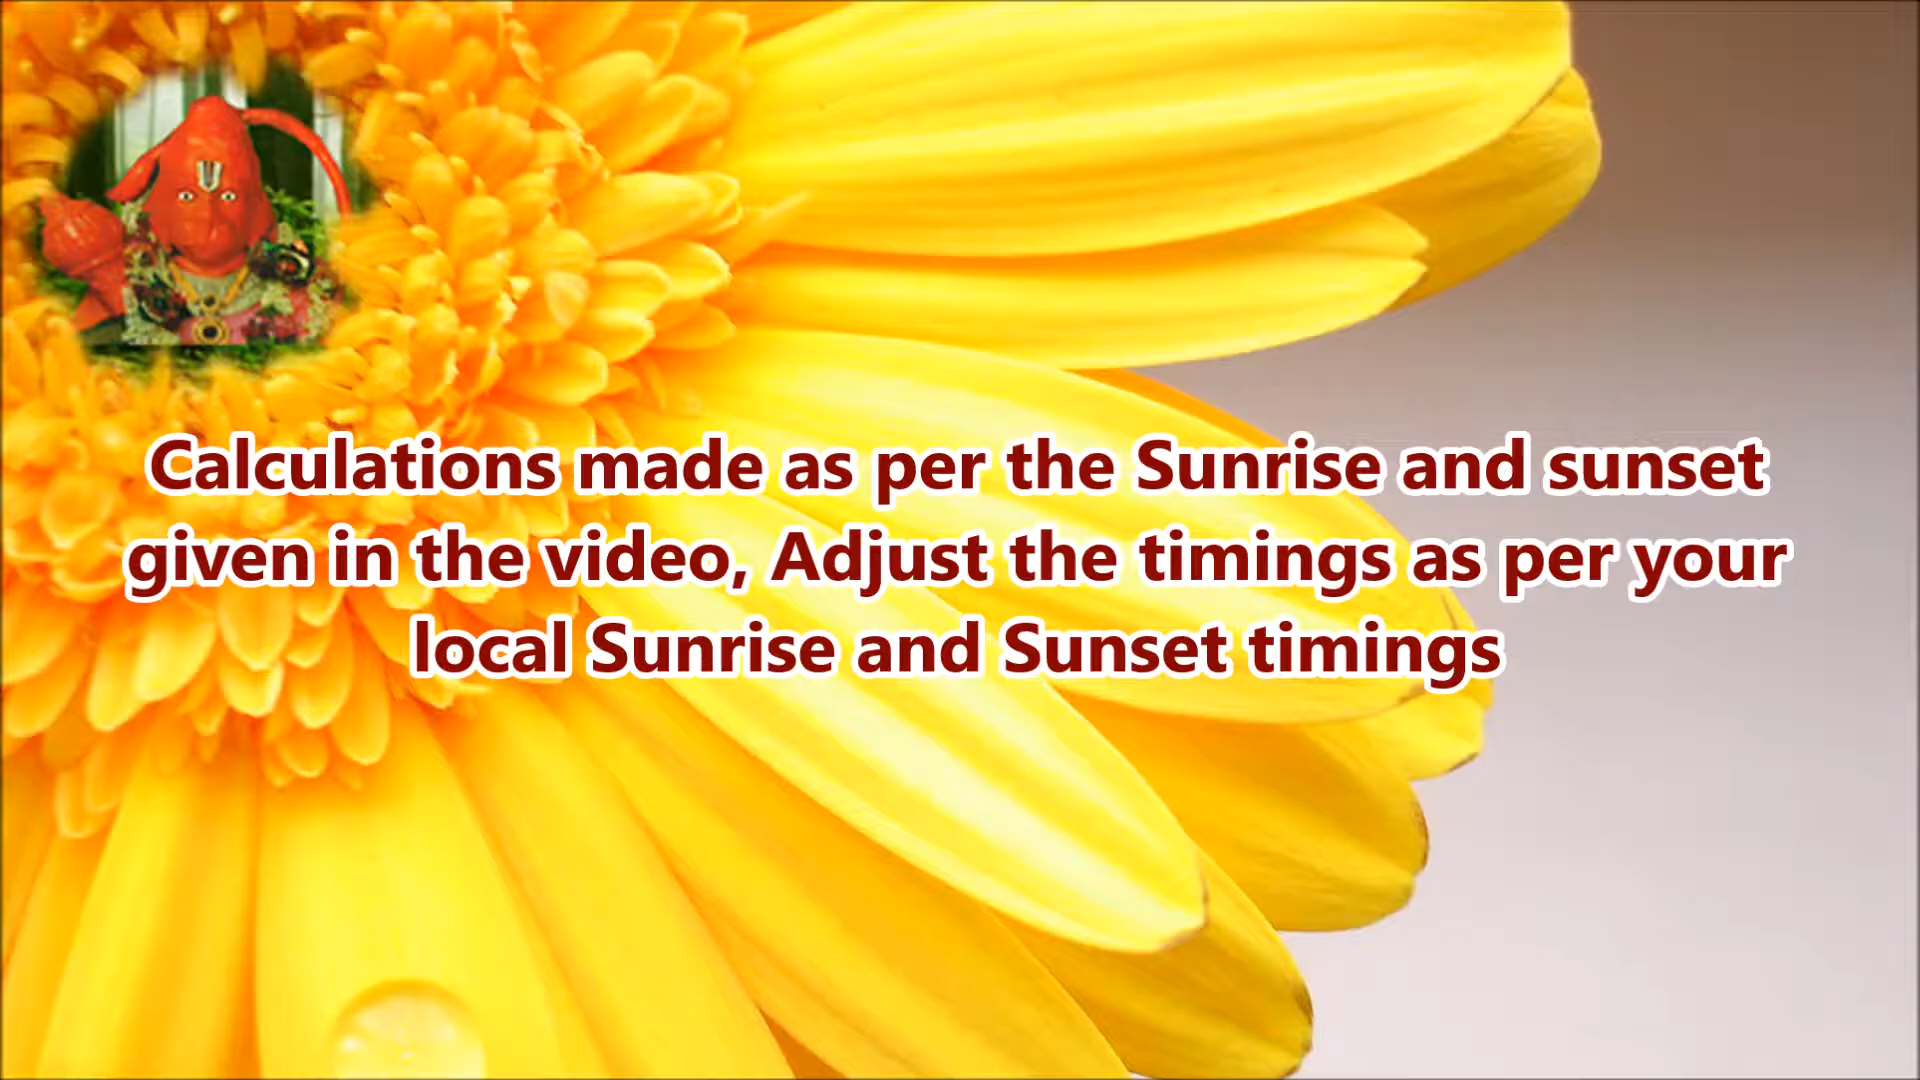 Calculations made as per the Sunrise and sunset
given in the video, Adjust the timings as per your
local Sunrise and Sunset timings